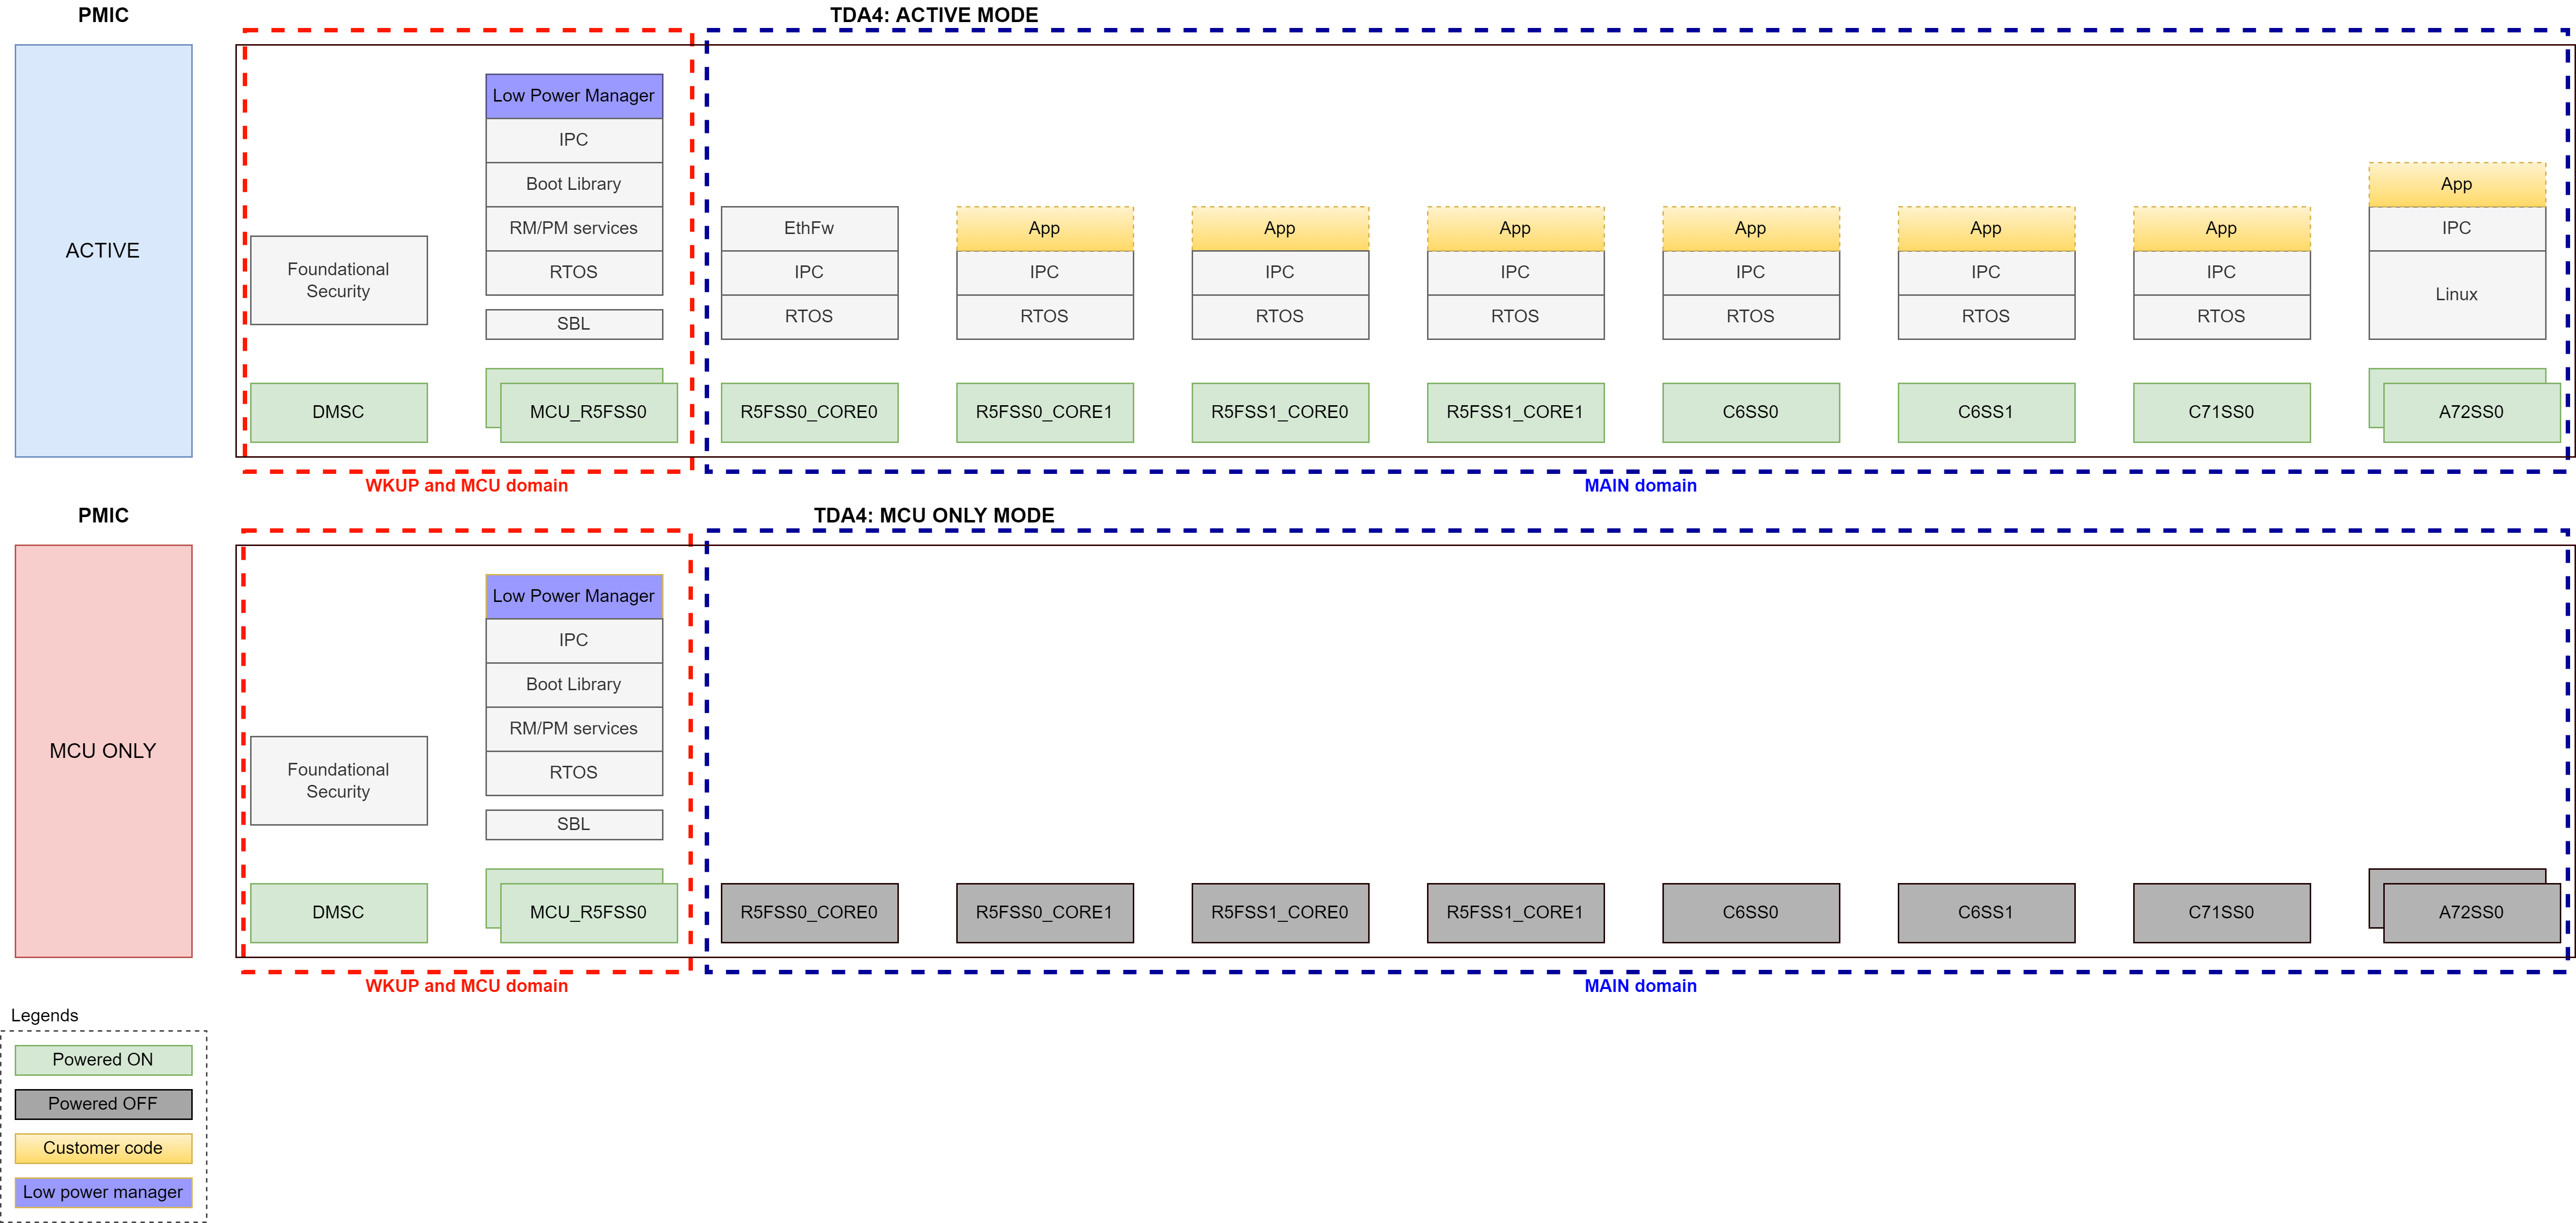 PMIC
TDA4: ACTIVE MODE
ACTIVE
Low Power Manager
IPC
Boot Library
RM/PM services
RTOS
SBL
Foundational
Security
EthFw
IPC
RTOS
App
IPC
RTOS
App
IPC
RTOS
App
IPC
RTOS
App
IPC
RTOS
App
IPC
RTOS
App
IPC
RTOS
App
IPC
Linux
DMSC
MCU_R5FSS0
R5FSS0_CORE0
R5FSS0_CORE1
R5FSS1_CORE0
R5FSS1_CORE1
C6SS0
C6SS1
C71SS0
A72SS0
WKUP and MCU domain
MAIN domain
PMIC
TDA4: MCU ONLY MODE
MCU ONLY
Low Power Manager
IPC
Boot Library
RM/PM services
RTOS
SBL
Foundational
Security
DMSC
MCU_R5FSS0
R5FSS0_CORE0
R5FSS0_CORE1
R5FSS1_CORE0
R5FSS1_CORE1
C6SS0
C6SS1
C71SS0
A72SS0
WKUP and MCU domain
MAIN domain
Legends
Powered ON
Powered OFF
Customer code
Low power manager